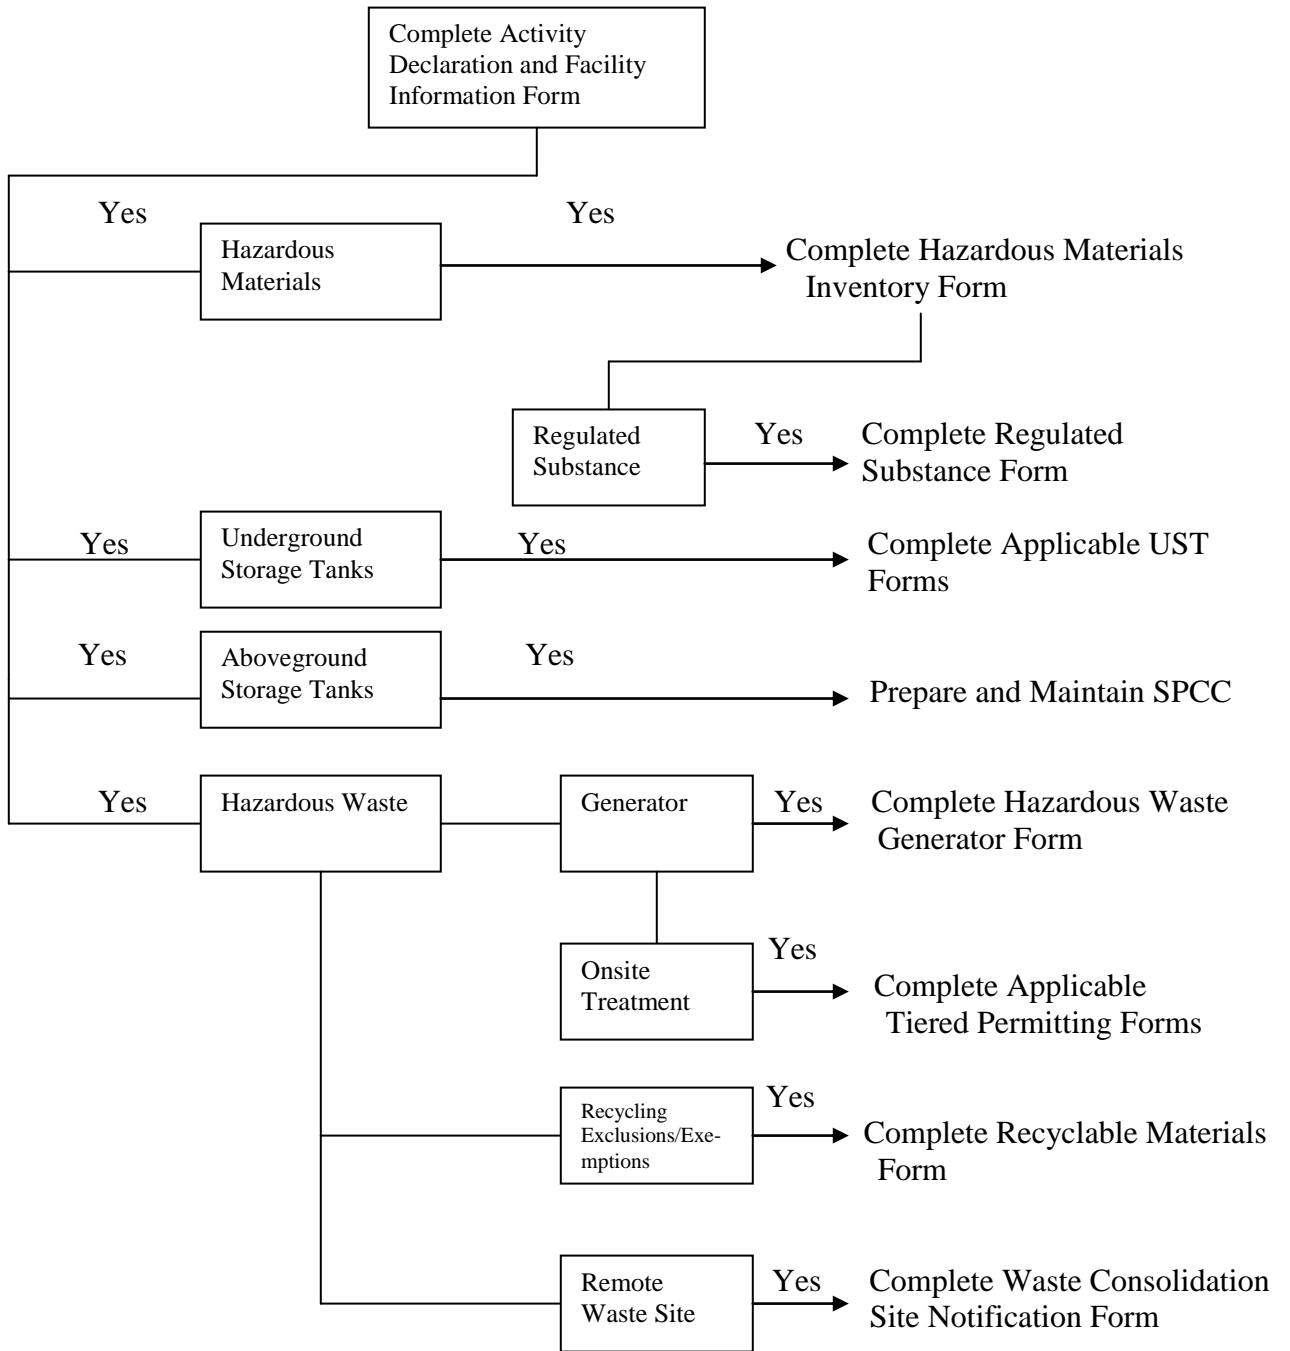 Complete Activity
Declaration and Facility
Information Form
Yes
Yes
Hazardous
Materials
Complete Hazardous Materials
Inventory Form
Regulated
Substance
Yes
Complete Regulated
Substance Form
Yes
Underground
Storage Tanks
Yes
Complete Applicable UST
Forms
Yes
Aboveground
Storage Tanks
Yes
Prepare and Maintain SPCC
Yes
Hazardous Waste
Generator
Yes
Complete Hazardous Waste
Generator Form
Onsite
Treatment
Yes
Complete Applicable
Tiered Permitting Forms
Recycling
Exclusions/Exe-
mptions
Yes
Complete Recyclable Materials
Form
Remote
Waste Site
Yes
Complete Waste Consolidation
Site Notification Form